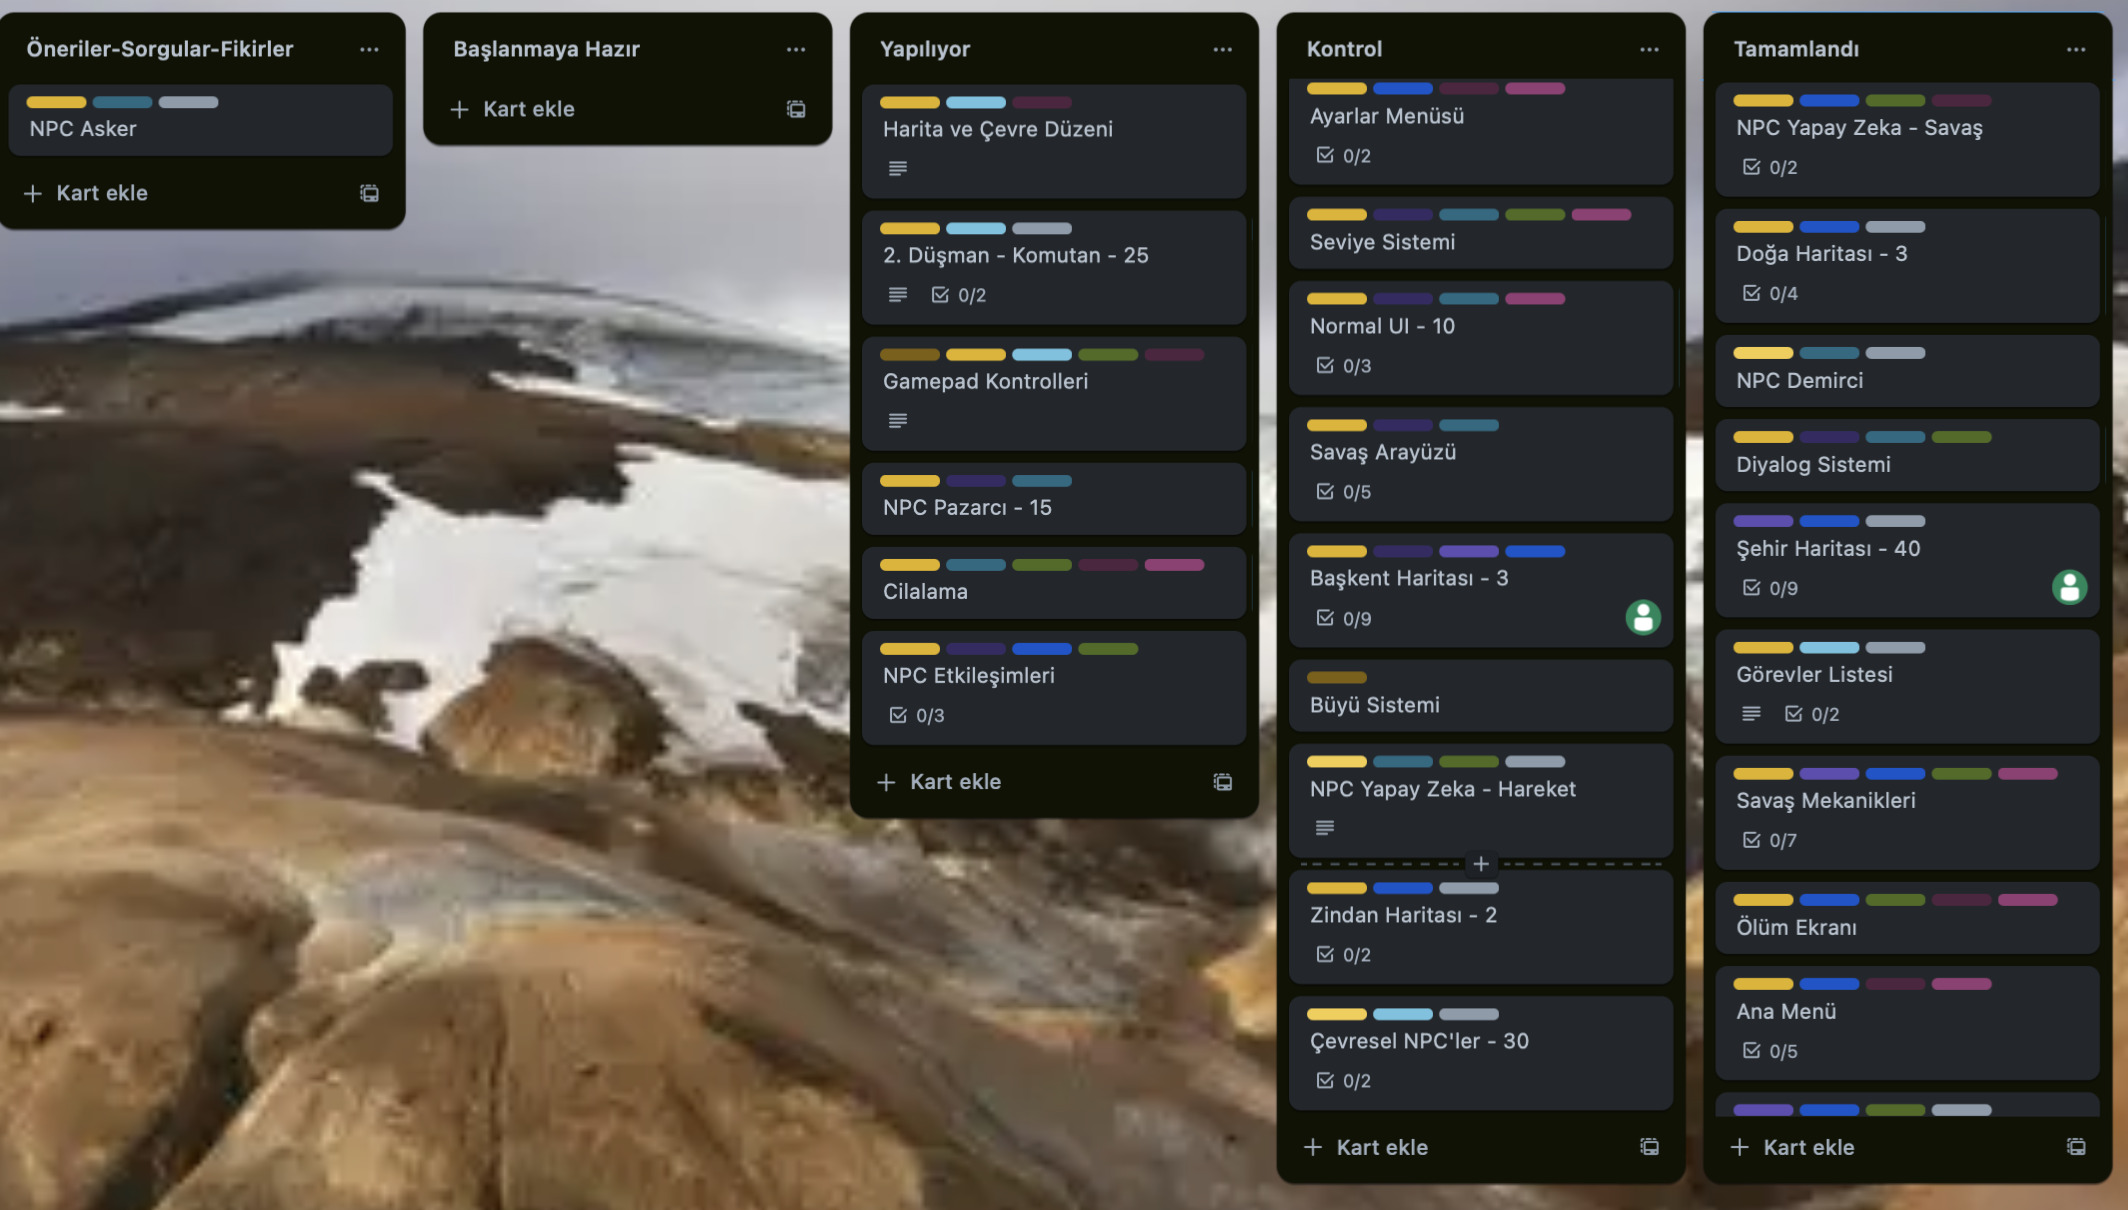 Öneriler-Sorgular-Fikirler
NPC Asker
Kart ekle
Başlanmaya Hazır
Kart ekle
Yapılıyor
Harita ve Çevre Düzeni
2. Düşman - Komutan - 25
0/2
Gamepad Kontrolleri
NPC Pazarcı - 15
Cilalama
NPC Etkileşimleri
0/3
Kart ekle
Kontrol
Ayarlar Menüsü
0/2
Seviye Sistemi
Normal UI - 10
0/3
Savaş Arayüzü
0/5
Başkent Haritası - 3
0/9
Büyü Sistemi
NPC Yapay Zeka - Hareket
Zindan Haritası - 2
0/2
Çevresel NPC'ler - 30
0/2
Kart ekle
Tamamlandı
NPC Yapay Zeka - Savaş
0/2
Doğa Haritası - 3
0/4
NPC Demirci
Diyalog Sistemi
Şehir Haritası - 40
0/9
Görevler Listesi
0/2
Savaş Mekanikleri
0/7
Ölüm Ekranı
Ana Menü
0/5
Kart ekle